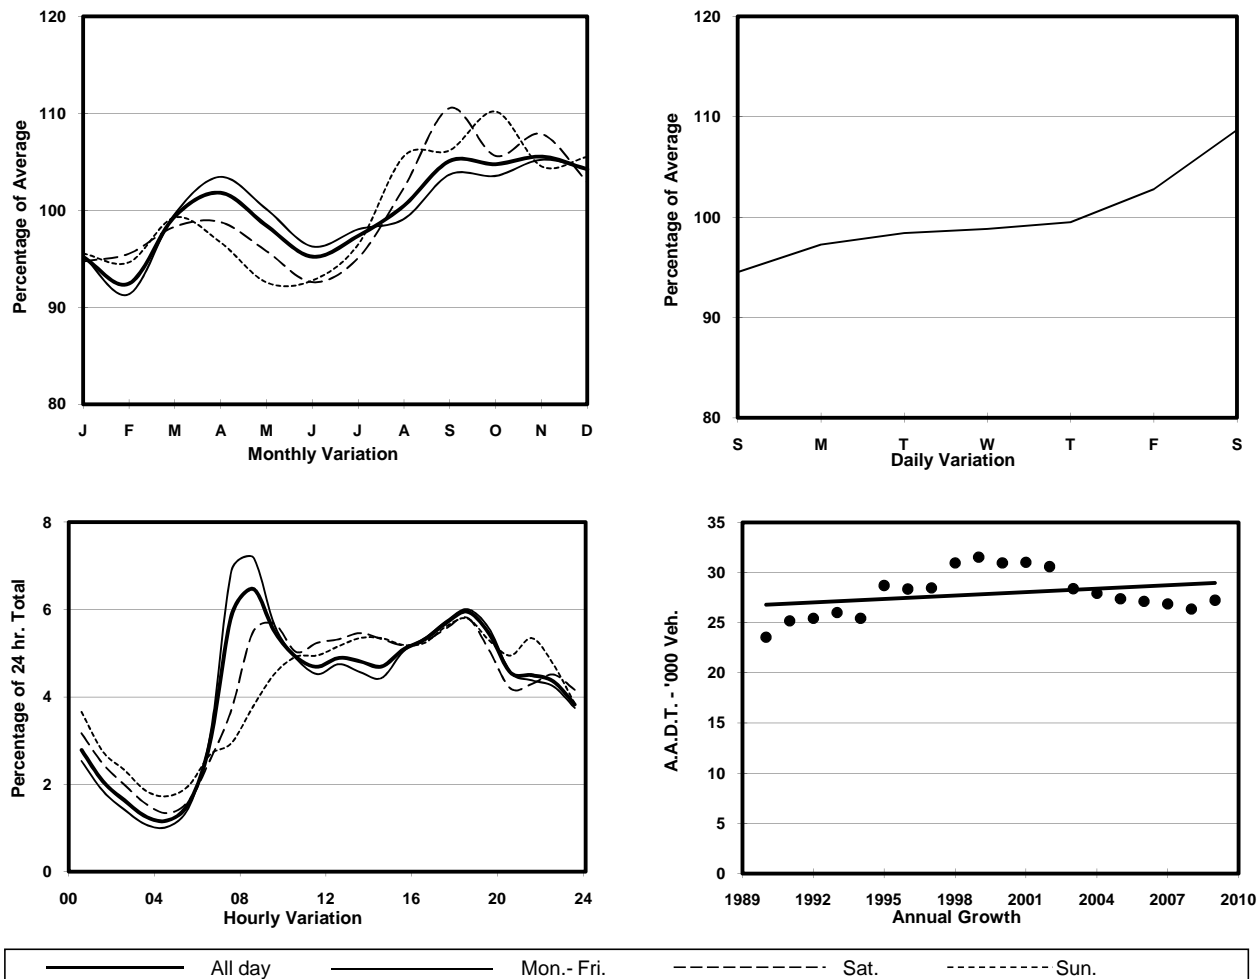 120
110
100
90
80
Percentage of Average
J F M A M J J A S O N D
Monthly Variation
120
110
100
90
80
Percentage of Average
S M T W T F S
Daily Variation
8
6
4
2
0
Percentage of 24 hr. Total
00 04 08 12 16 20 24
Hourly Variation
35
30
25
20
15
10
5
0
A.A.D.T. - '000 Veh.
1989 1992 1995 1998 2001 2004 2007 2010
Annual Growth
All day Mon.- Fri. Sat. Sun.